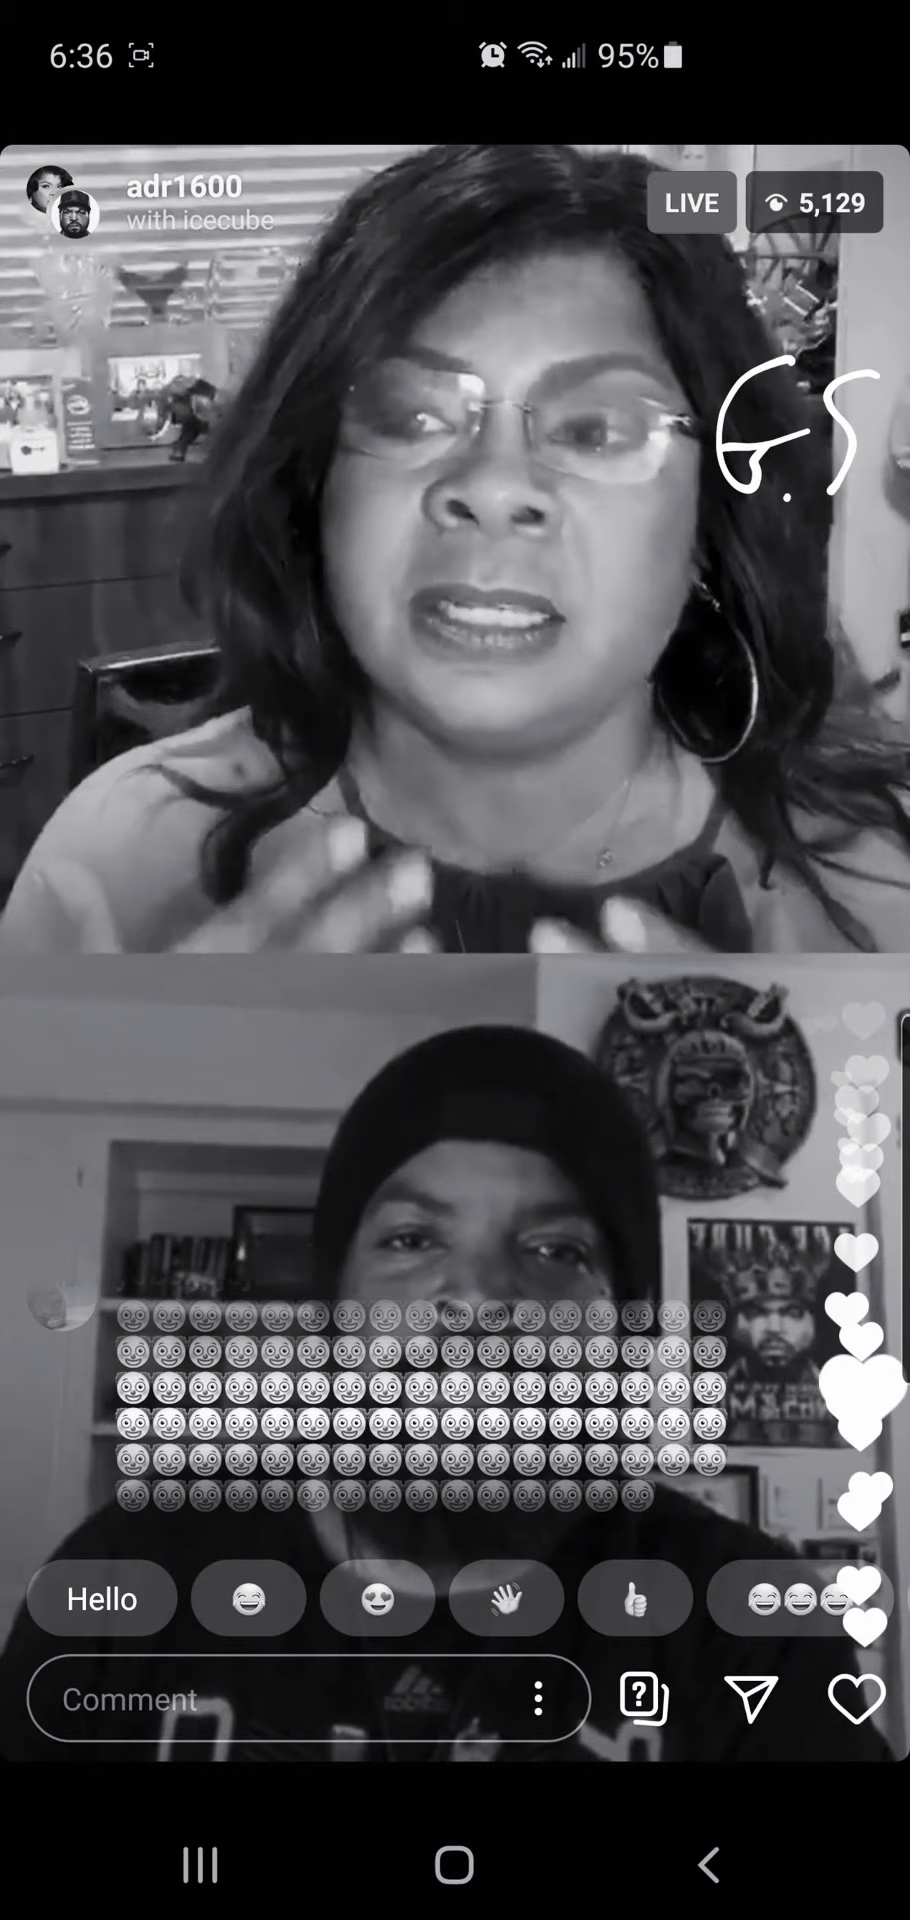 6:36
95%
adr1600
with icecube
LIVE
5,129
G.S
Hello
Comment